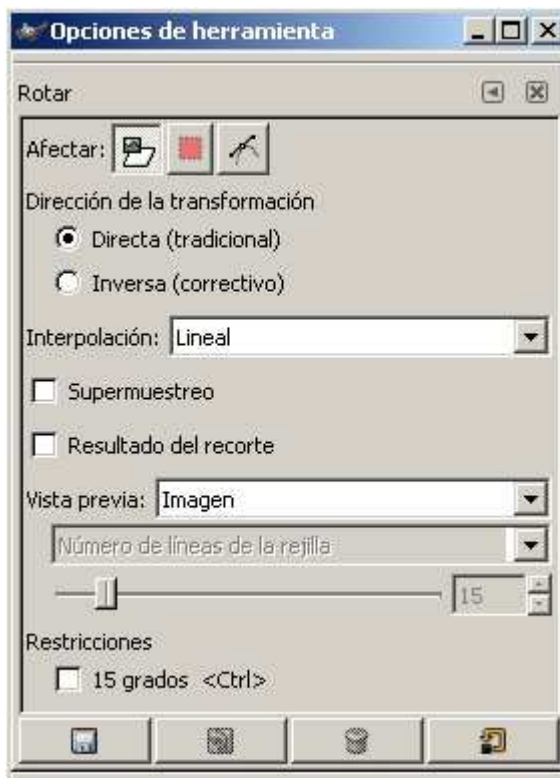 Opciones de herramienta
Rotar
Afectar:
Dirección de la transformación
Directa (tradicional)
Inversa (correctivo)
Interpolación: Lineal
Supermuestreo
Resultado del recorte
Vista previa: Imagen
Número de líneas de la rejilla
15
Restricciones
15 grados <Ctrl>